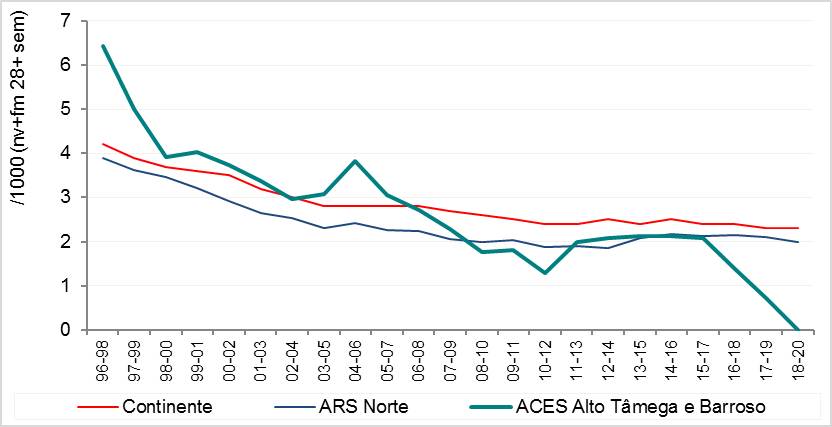 /1000 (nv+fm 28+ sem)
7
6
5
4
3
2
1
0
96-98 97-99 98-00 99-01 00-02 01-03 02-04 03-05 04-06 05-07 06-08 07-09 08-10 09-11 10-12 11-13 12-14 13-15 14-16 15-17 16-18 17-19 18-20
Continente ARS Norte ACES Alto Tâmega e Barroso